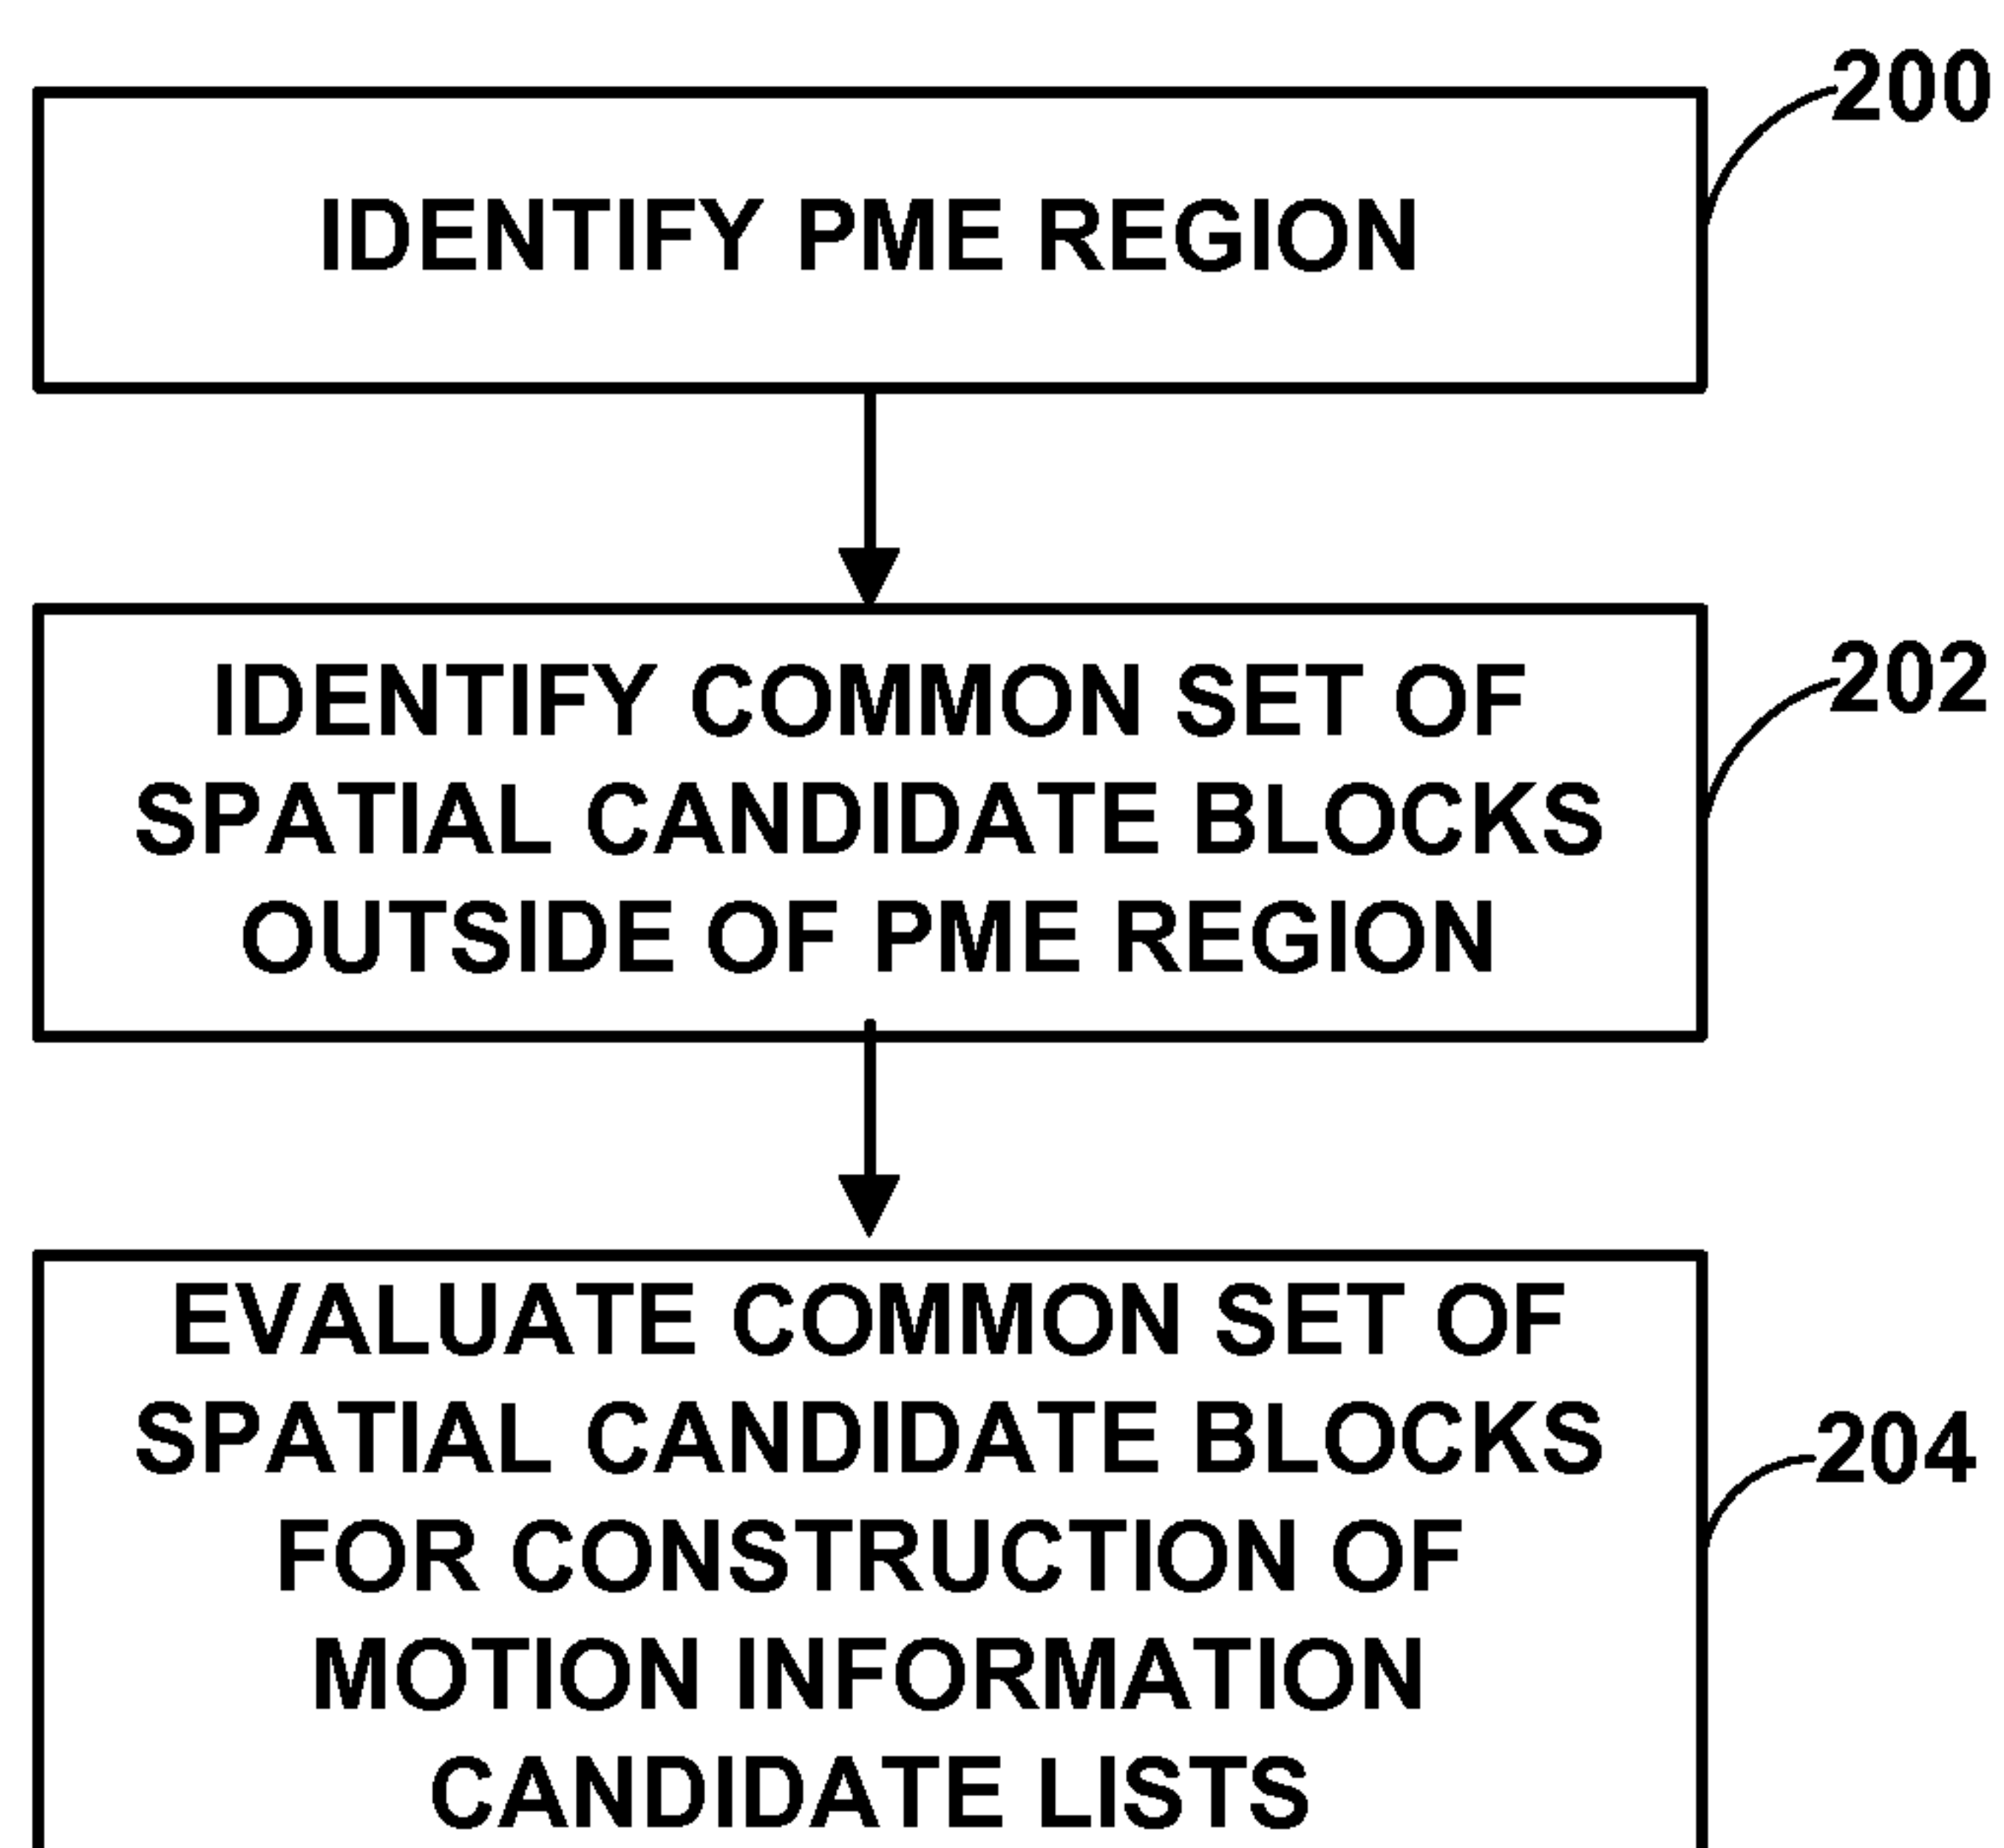 200
IDENTIFY PME REGION
202
IDENTIFY COMMON SET OF
SPATIAL CANDIDATE BLOCKS
OUTSIDE OF PME REGION
EVALUATE COMMON SET OF
SPATIAL CANDIDATE BLOCKS
204
FOR CONSTRUCTION OF
MOTION INFORMATION
CANDIDATE LISTS